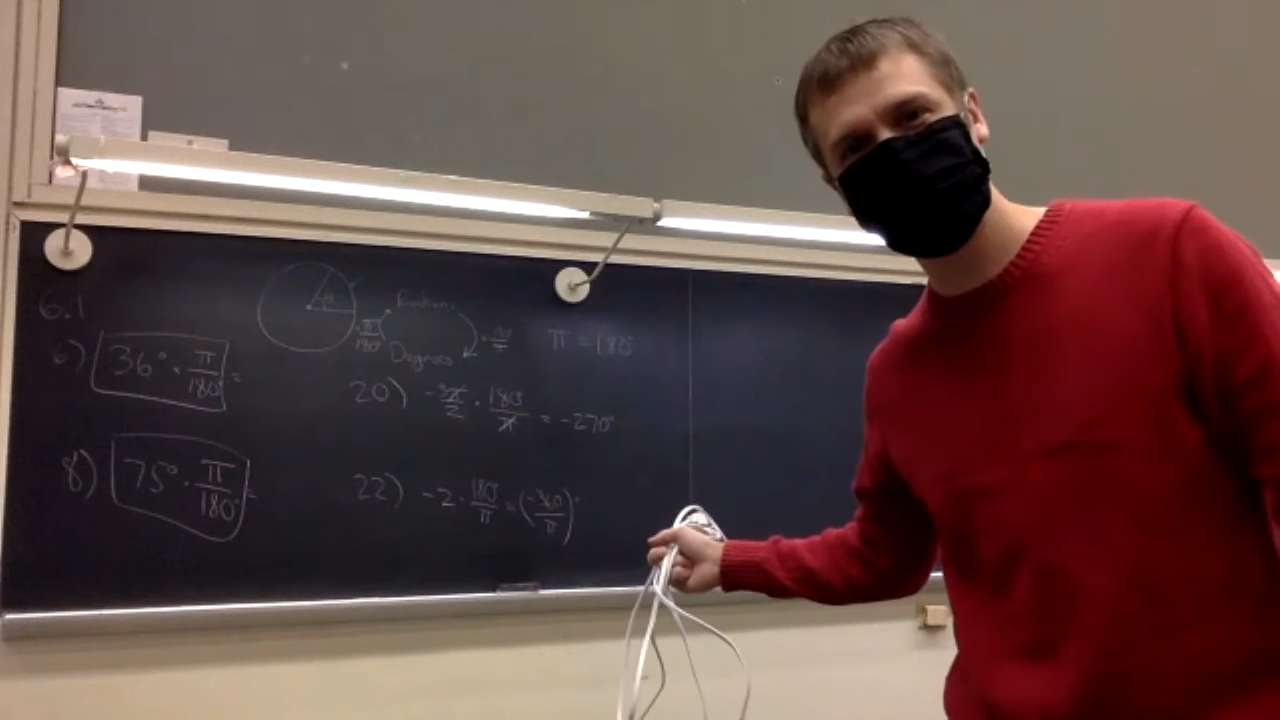 6.1
Radians
· π/180°
· 180°/π
π = 180°
Degrees
6) 36° · π/180° =
20) -3π/2 · 180°/π = -270°
8) 75° · π/180° =
22) -2 · 180°/π = (-360/π)°